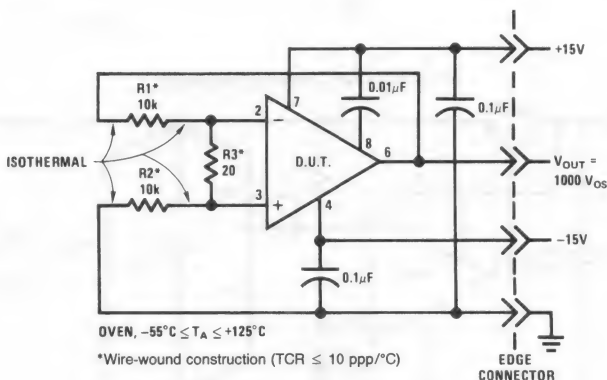 +15V
R1*
10k
2
−
7
0.01μF
0.1μF
8
ISOTHERMAL
R3*
20
D.U.T.
6
VOUT =
1000 VOS
R2*
10k
3
+
4
−15V
0.1μF
OVEN, −55°C ≤ TA ≤ +125°C
*Wire-wound construction (TCR ≤ 10 ppp/°C)
EDGE
CONNECTOR